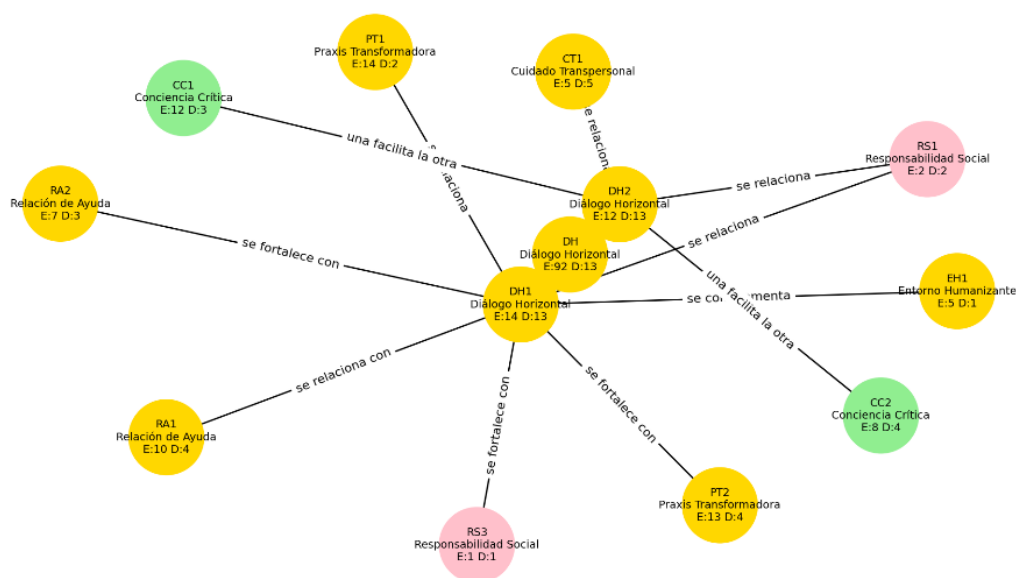 PT1
Praxis Transformadora
E:14 D:2
CT1
Cuidado Transpersonal
E:5 D:5
CC1
Conciencia Crítica
E:12 D:3
una facilita la otra
se relaciona
RS1
Responsabilidad Social
E:2 D:2
RA2
Relación de Ayuda
E:7 D:3
DH2
Diálogo Horizontal
E:12 D:13
se relaciona
se relaciona
DH
Diálogo Horizontal
E:92 D:13
se fortalece con
DH1
Diálogo Horizontal
E:14 D:13
EH1
Entorno Humanizante
E:5 D:1
una facilita la otra
se relaciona con
se fortalece con
se fortalece con
CC2
Conciencia Crítica
E:8 D:4
RA1
Relación de Ayuda
E:10 D:4
PT2
Praxis Transformadora
E:13 D:4
RS3
Responsabilidad Social
E:1 D:1